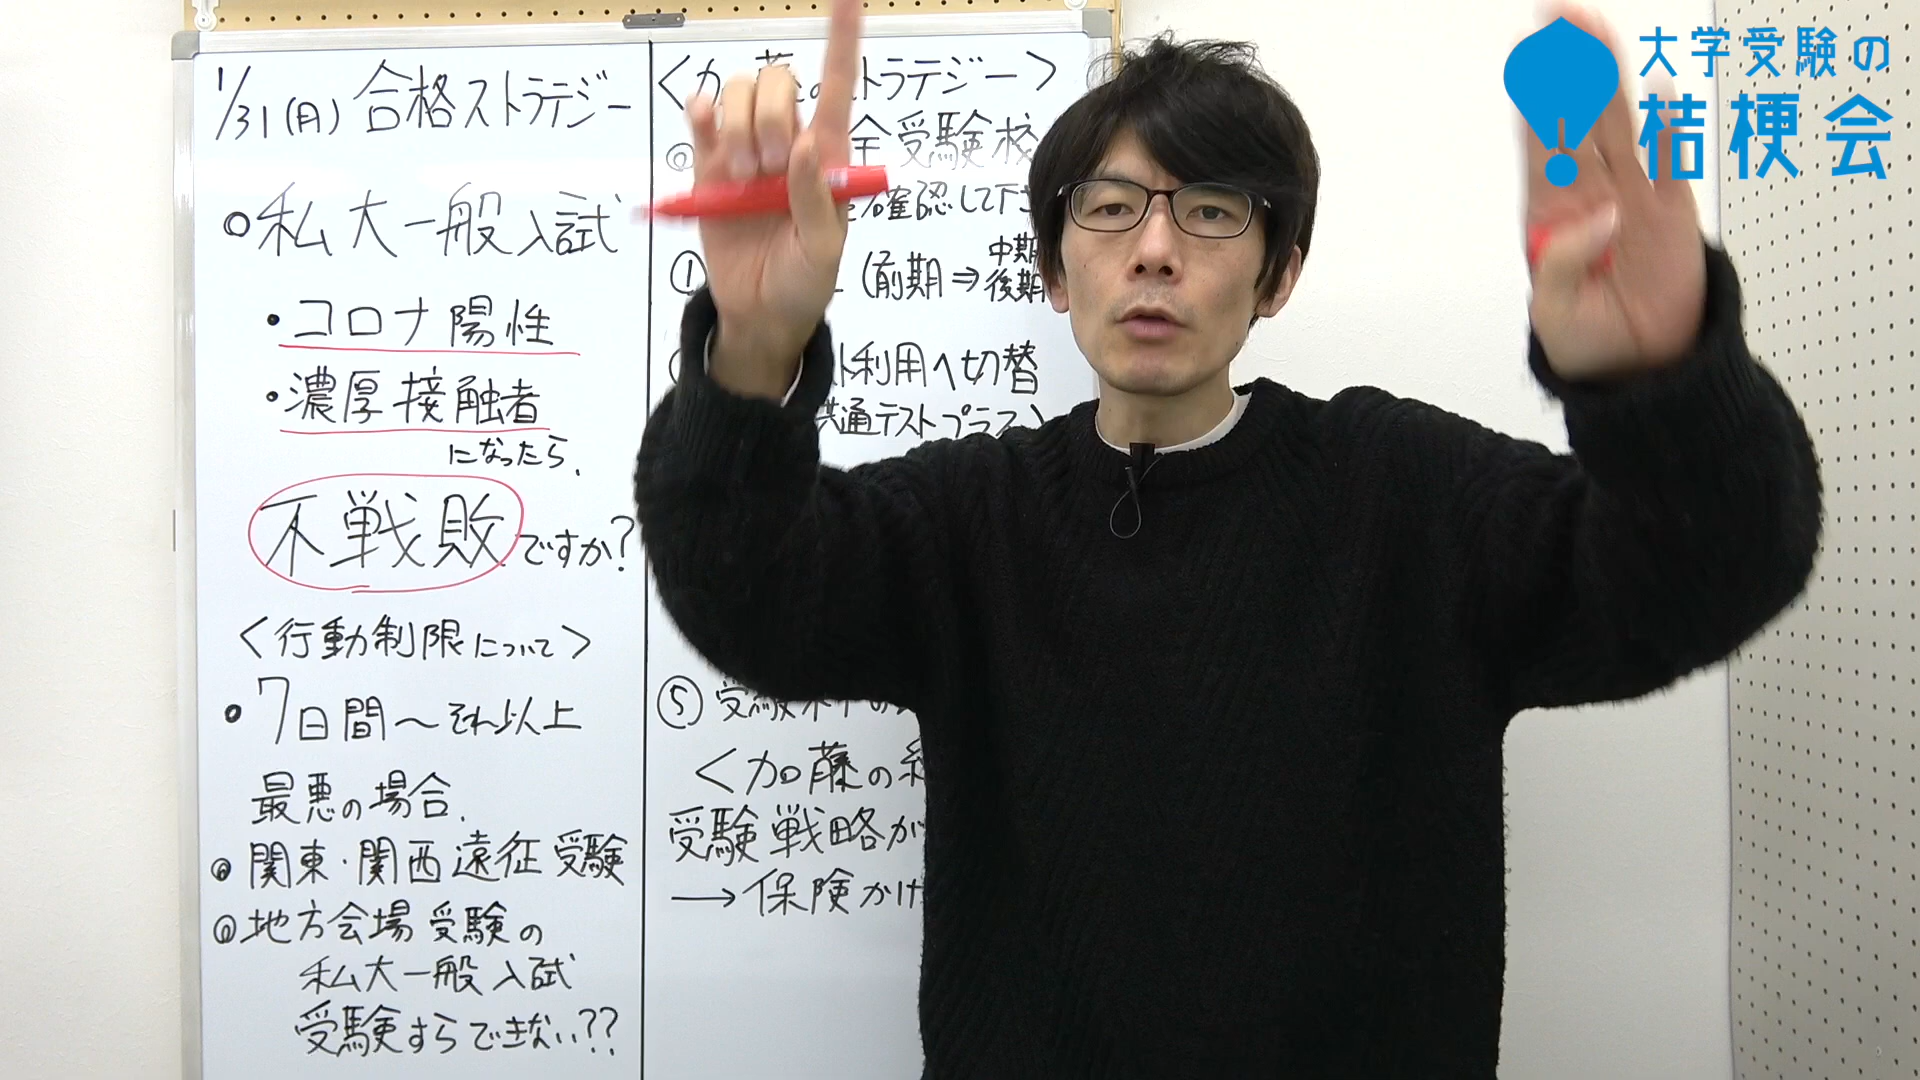 1/31(月) 合格ストラテジー
○私大一般入試
・コロナ陽性
・濃厚接触者
になったら、
不戦敗ですか?
<行動制限について>
・7日間〜それ以上
最悪の場合、
◎関東・関西遠征受験
◎地方会場受験の
私大一般入試
受験すらできない??
<加藤のストラテジー>
◎ 全受験校
確認して下さ
① (前期⇒中期
後期
利用へ切替
共通テストプラス)
⑤ 受験
<加藤の
受験戦略が
→保険かけ
大学受験の
桔梗会